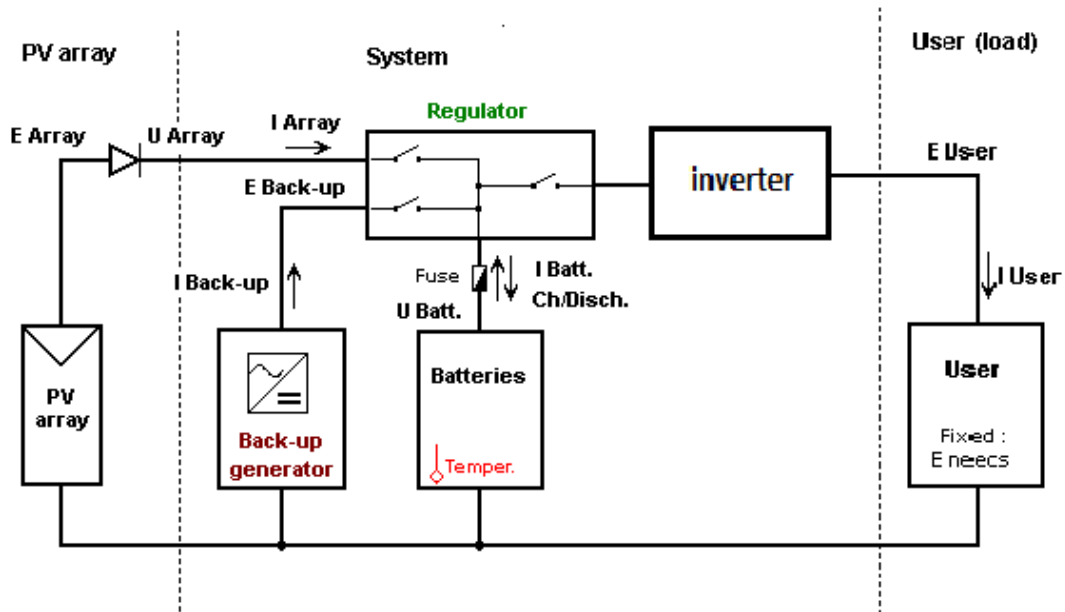 PV array
System
User (load)
Regulator
I Array
E Array
U Array
E User
inverter
E Back-up
Fuse
I Batt.
I Back-up
Ch/Disch.
I User
U Batt.
Batteries
User
PV
array
Back-up
generator
Temper.
Fixed :
E neecs